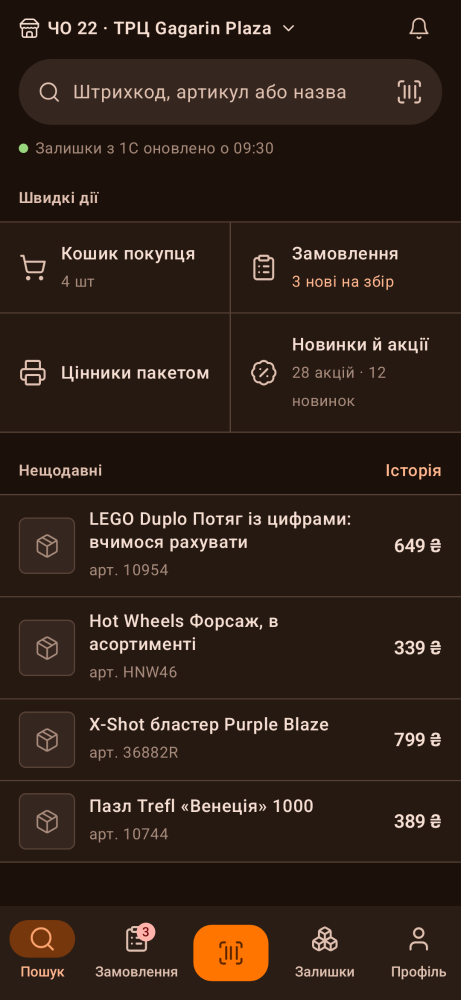 ЧО 22 · ТРЦ Gagarin Plaza
Штрихкод, артикул або назва
Залишки з 1С оновлено о 09:30
Швидкі дії
Кошик покупця
4 шт
Замовлення
3 нові на збір
Цінники пакетом
Новинки й акції
28 акцій · 12
новинок
Нещодавні
Історія
LEGO Duplo Потяг із цифрами:
вчимося рахувати
арт. 10954
649 ₴
Hot Wheels Форсаж, в
асортименті
арт. HNW46
339 ₴
X-Shot бластер Purple Blaze
арт. 36882R
799 ₴
Пазл Trefl «Венеція» 1000
арт. 10744
389 ₴
3
Пошук
Замовлення
Залишки
Профіль